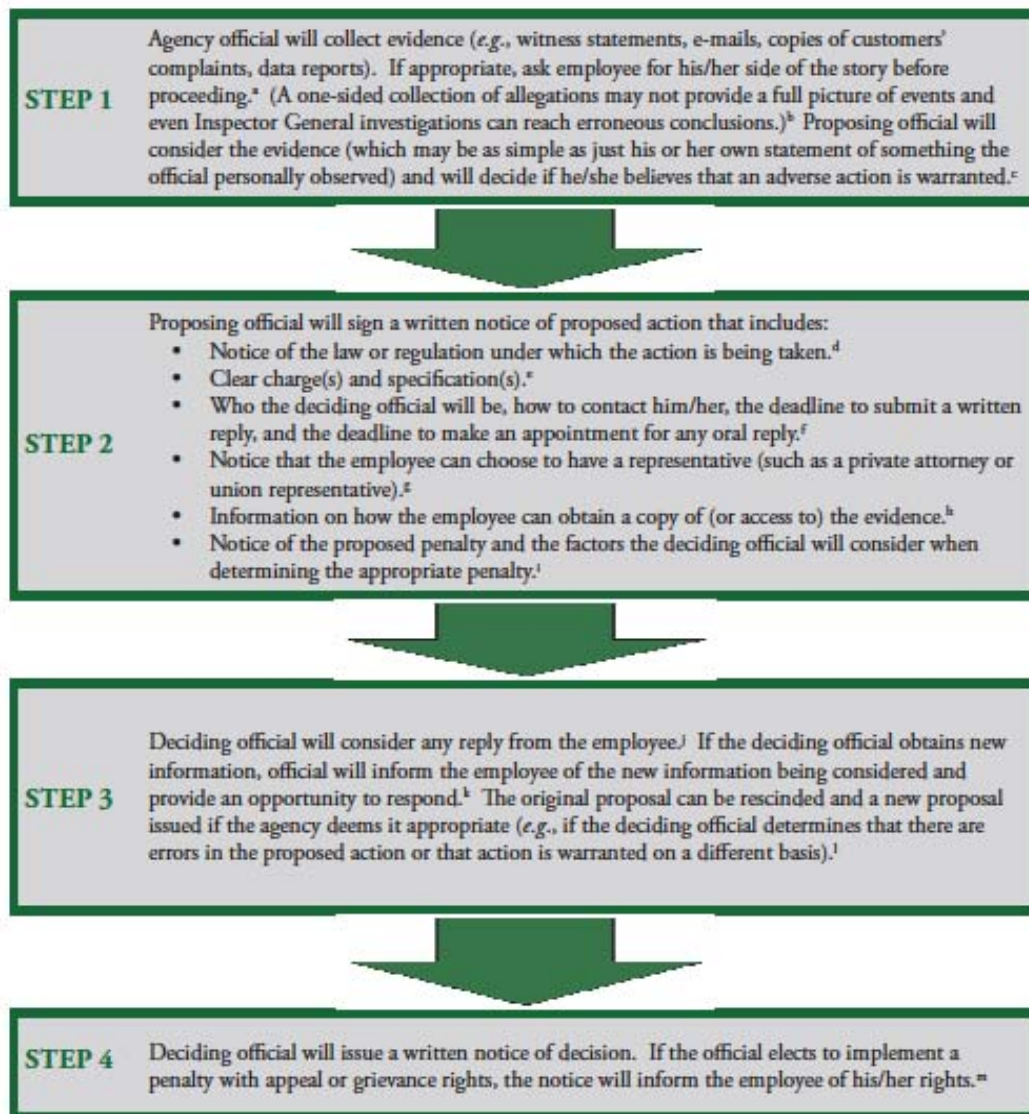 STEP 1
Agency official will collect evidence (e.g., witness statements, e-mails, copies of customers'
complaints, data reports). If appropriate, ask employee for his/her side of the story before
proceeding.ᵃ (A one-sided collection of allegations may not provide a full picture of events and
even Inspector General investigations can reach erroneous conclusions.)ᵇ Proposing official will
consider the evidence (which may be as simple as just his or her own statement of something the
official personally observed) and will decide if he/she believes that an adverse action is warranted.ᶜ
STEP 2
Proposing official will sign a written notice of proposed action that includes:
• Notice of the law or regulation under which the action is being taken.ᵈ
• Clear charge(s) and specification(s).ᵉ
• Who the deciding official will be, how to contact him/her, the deadline to submit a written
reply, and the deadline to make an appointment for any oral reply.ᶠ
• Notice that the employee can choose to have a representative (such as a private attorney or
union representative).ᵍ
• Information on how the employee can obtain a copy of (or access to) the evidence.ʰ
• Notice of the proposed penalty and the factors the deciding official will consider when
determining the appropriate penalty.ⁱ
STEP 3
Deciding official will consider any reply from the employee.ʲ If the deciding official obtains new
information, official will inform the employee of the new information being considered and
provide an opportunity to respond.ᵏ The original proposal can be rescinded and a new proposal
issued if the agency deems it appropriate (e.g., if the deciding official determines that there are
errors in the proposed action or that action is warranted on a different basis).ˡ
STEP 4
Deciding official will issue a written notice of decision. If the official elects to implement a
penalty with appeal or grievance rights, the notice will inform the employee of his/her rights.ᵐ